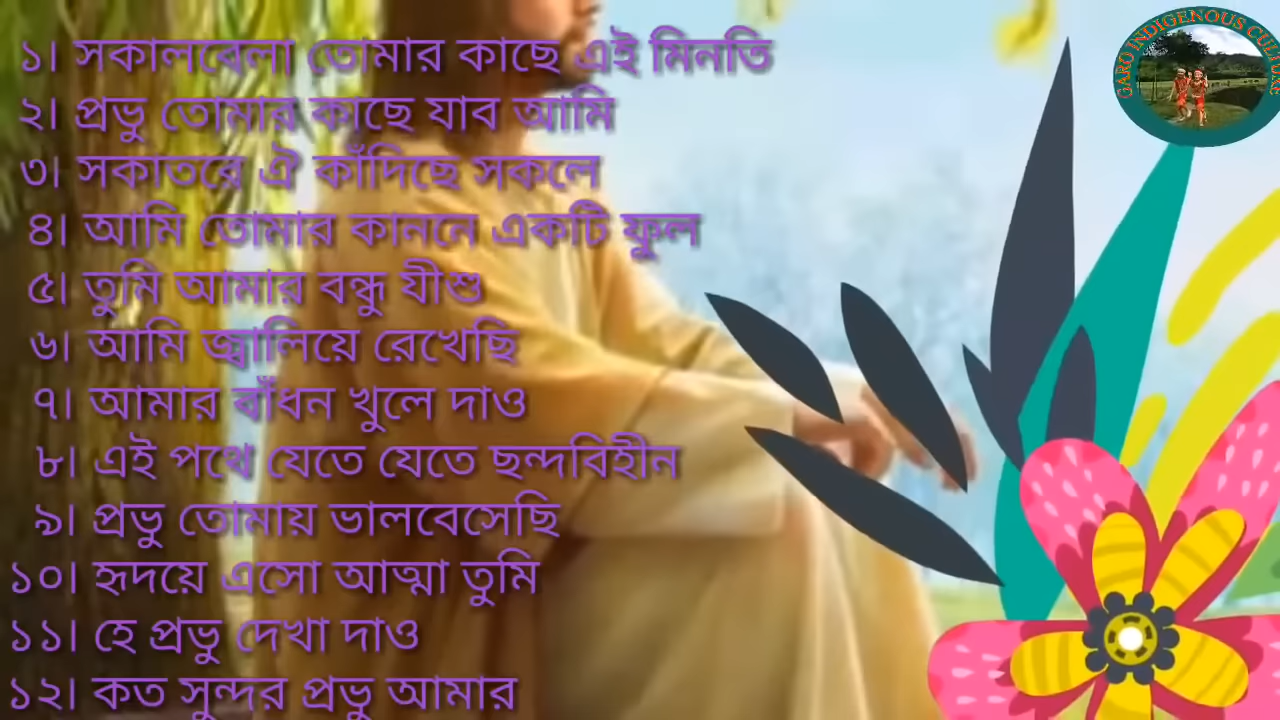 ১। সকালবেলা তোমার কাছে এই মিনতি
২। প্রভু তোমার কাছে যাব আমি
৩। সকাতরে ঐ কাঁদিছে সকলে
৪। আমি তোমার কাননে একটি ফুল
৫। তুমি আমার বন্ধু যীশু
৬। আমি জ্বালিয়ে রেখেছি
৭। আমার বাঁধন খুলে দাও
৮। এই পথে যেতে যেতে ছন্দবিহীন
৯। প্রভু তোমায় ভালবেসেছি
১০। হৃদয়ে এসো আত্মা তুমি
১১। হে প্রভু দেখা দাও
১২। কত সুন্দর প্রভু আমার
GARO INDIGENOUS CULTURE